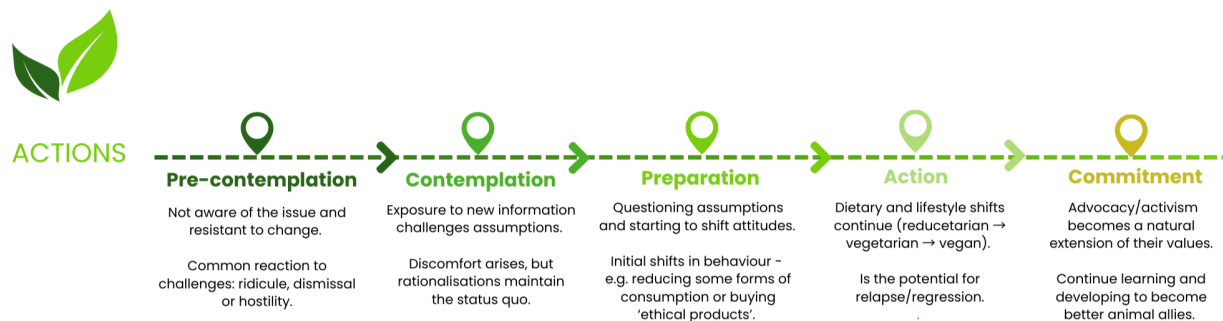 ACTIONS
Pre-contemplation
Not aware of the issue and
resistant to change.
Common reaction to
challenges: ridicule, dismissal
or hostility.
Contemplation
Exposure to new information
challenges assumptions.
Discomfort arises, but
rationalisations maintain
the status quo.
Preparation
Questioning assumptions
and starting to shift attitudes.
Initial shifts in behaviour -
e.g. reducing some forms of
consumption or buying
'ethical products'.
Action
Dietary and lifestyle shifts
continue (reducetarian →
vegetarian → vegan).
Is the potential for
relapse/regression.
.
Commitment
Advocacy/activism
becomes a natural
extension of their values.
Continue learning and
developing to become
better animal allies.